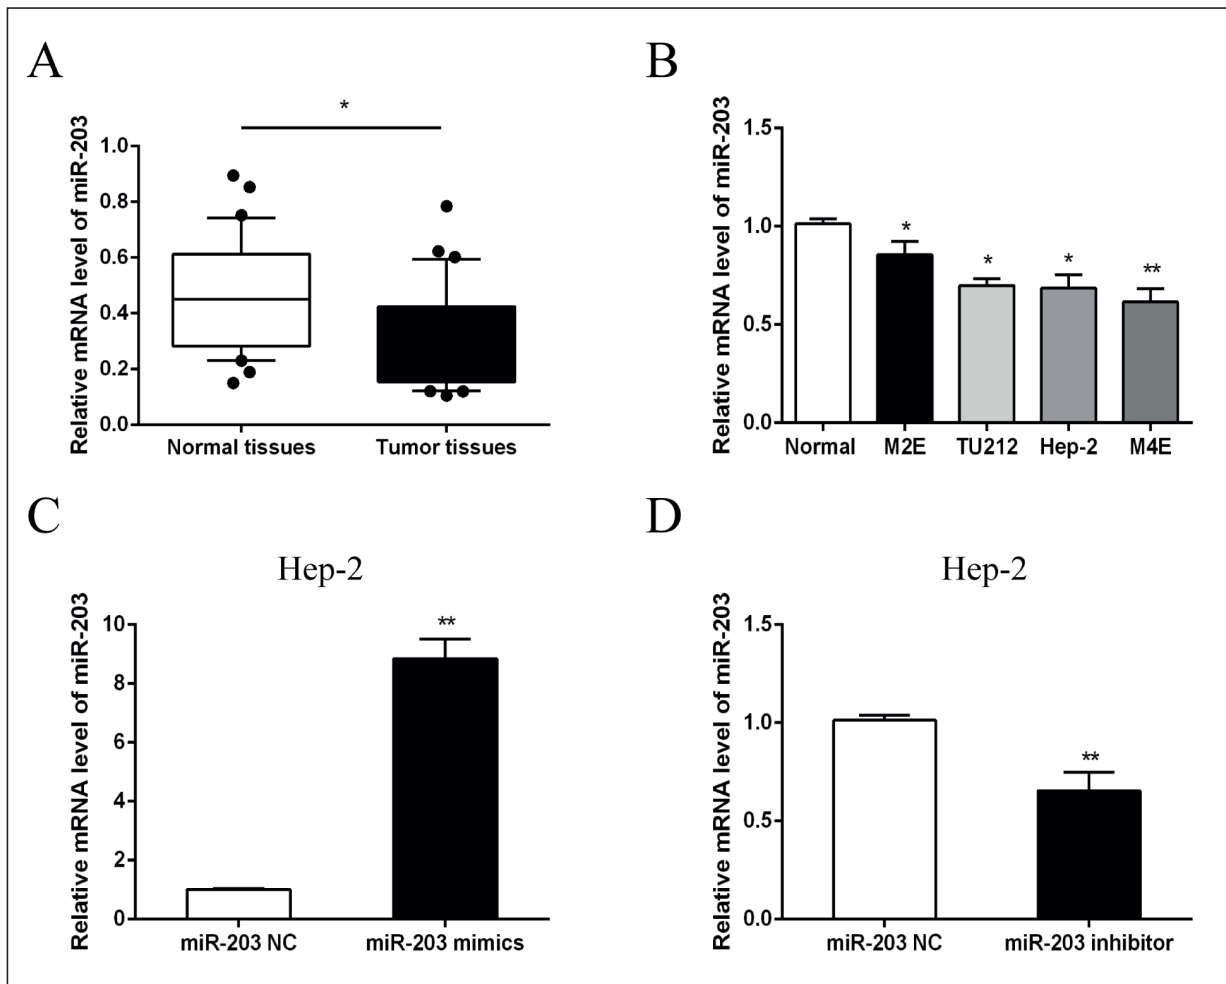 A
Relative mRNA level of miR-203
*
1.0
0.8
0.6
0.4
0.2
0.0
Normal tissues
Tumor tissues
B
Relative mRNA level of miR-203
1.5
1.0
0.5
0.0
*
*
*
**
Normal
M2E
TU212
Hep-2
M4E
C
Hep-2
Relative mRNA level of miR-203
10
8
6
4
2
0
**
miR-203 NC
miR-203 mimics
D
Hep-2
Relative mRNA level of miR-203
1.5
1.0
0.5
0.0
**
miR-203 NC
miR-203 inhibitor